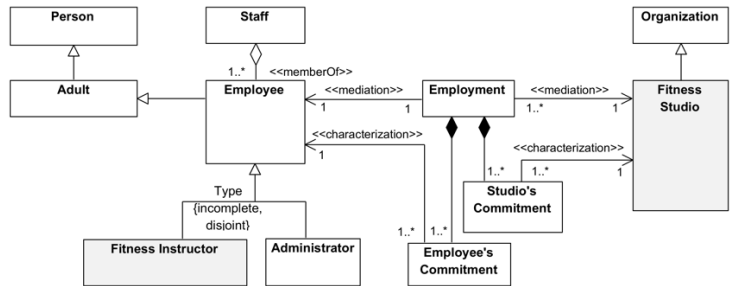 Person
Staff
Organization
1..*
<<memberOf>>
Adult
Employee
<<mediation>>
1
1
Employment
<<mediation>>
1..*
1
Fitness
Studio
<<characterization>>
1
<<characterization>>
1..*
1..*
1
Studio's
Commitment
Type
{incomplete,
disjoint}
1..*
1..*
Fitness Instructor
Administrator
Employee's
Commitment